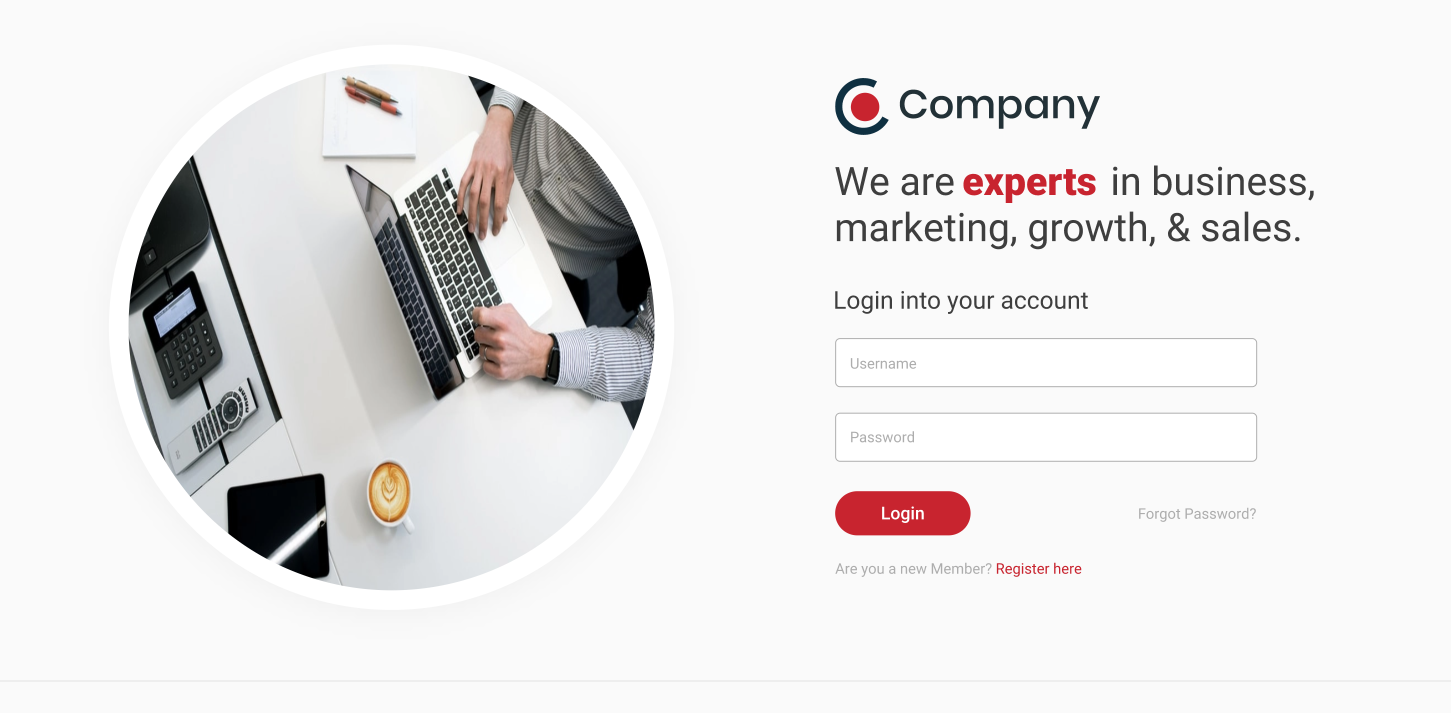 Company
We are experts in business,
marketing, growth, & sales.
Login into your account
Username
Password
Login
Forgot Password?
Are you a new Member? Register here